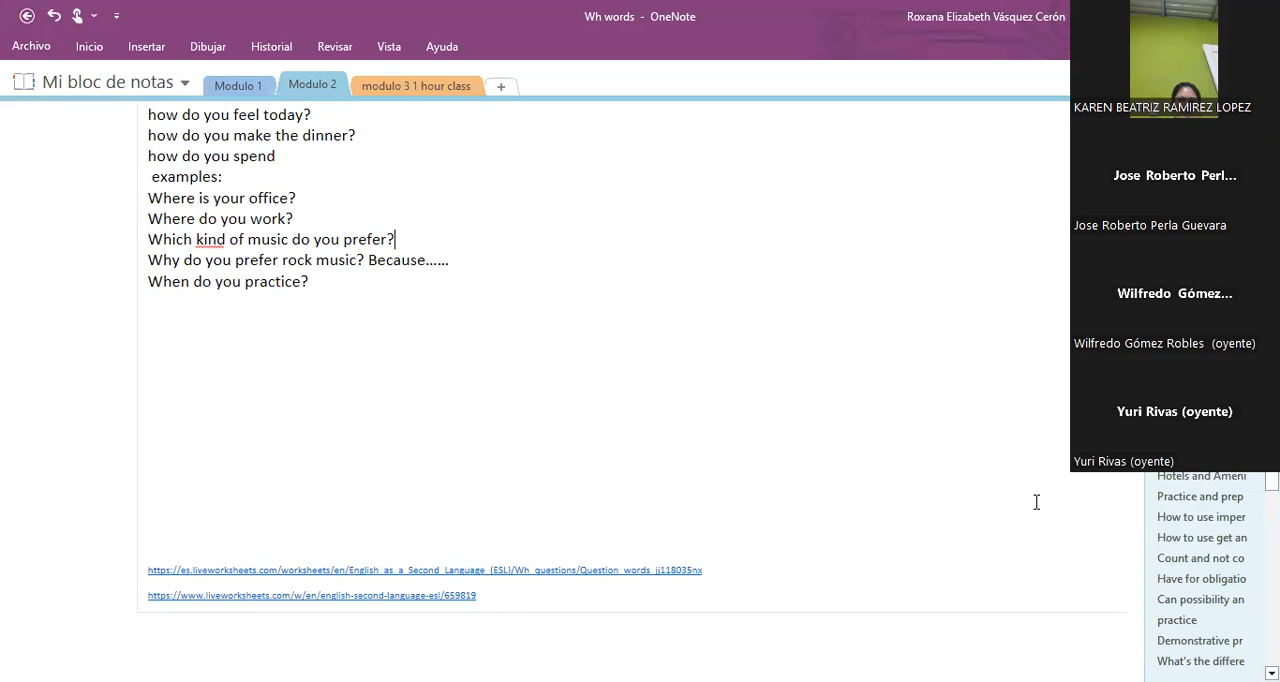 Wh words - OneNote
Roxana Elizabeth Vásquez Cerón
Archivo Inicio Insertar Dibujar Historial Revisar Vista Ayuda
Mi bloc de notas Modulo 1 Modulo 2 modulo 3 1 hour class +
how do you feel today?
how do you make the dinner?
how do you spend
examples:
Where is your office?
Where do you work?
Which kind of music do you prefer?
Why do you prefer rock music? Because......
When do you practice?
https://es.liveworksheets.com/worksheets/en/English_as_a_Second_Language_(ESL)/Wh_questions/Question_words_jj118035nx
https://www.liveworksheets.com/w/en/english-second-language-esl/659819
KAREN BEATRIZ RAMIREZ LOPEZ
Jose Roberto Perl...
Jose Roberto Perla Guevara
Wilfredo Gómez...
Wilfredo Gómez Robles (oyente)
Yuri Rivas (oyente)
Yuri Rivas (oyente)
Hotels and Ameni
Practice and prep
How to use imper
How to use get an
Count and not co
Have for obligatio
Can possibility an
practice
Demonstrative pr
What's the differe